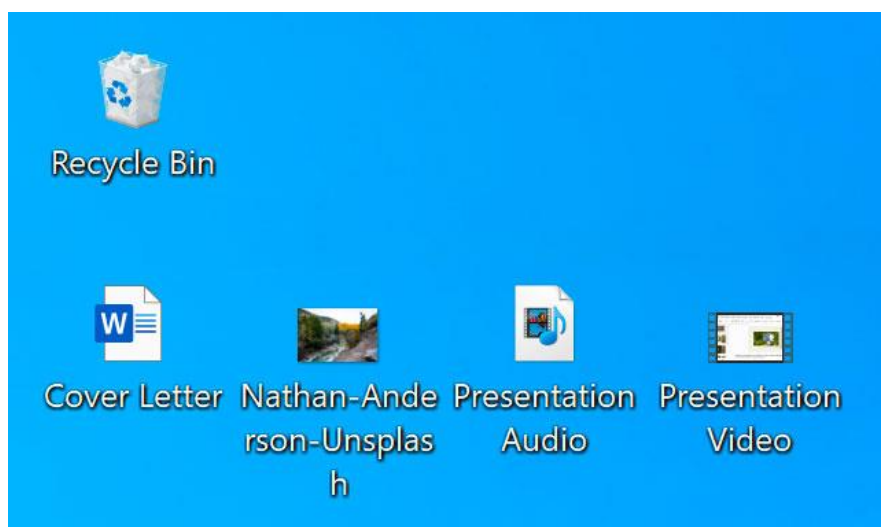 Recycle Bin
Cover Letter
Nathan-Ande
rson-Unsplas
h
Presentation
Audio
Presentation
Video